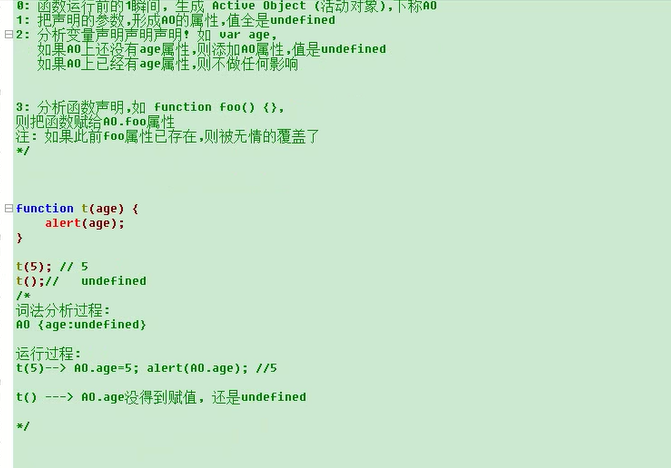 0: 函数运行前的1瞬间, 生成 Active Object (活动对象),下称AO
1: 把声明的参数,形成AO的属性,值全是undefined
2: 分析变量声明声明声明! 如 var age,
如果AO上还没有age属性,则添加AO属性,值是undefined
如果AO上已经有age属性,则不做任何影响
3: 分析函数声明,如 function foo() {},
则把函数赋给AO.foo属性
注: 如果此前foo属性已存在,则被无情的覆盖了
*/
function t(age) {
alert(age);
}
t(5); // 5
t();// undefined
/*
词法分析过程:
AO {age:undefined}
运行过程:
t(5)--> AO.age=5; alert(AO.age); //5
t() ---> AO.age没得到赋值, 还是undefined
*/